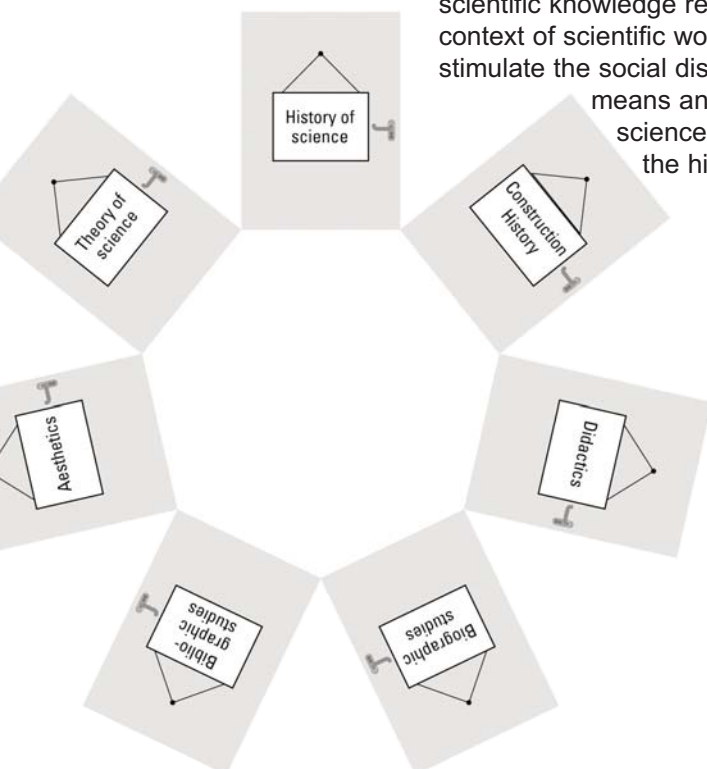 scientific knowledge re
context of scientific wo
stimulate the social dis
means an
science
the hi
History of
science
Construction
History
Didactics
Biographic
studies
Biblio-
graphic
studies
Aesthetics
Theory of
science